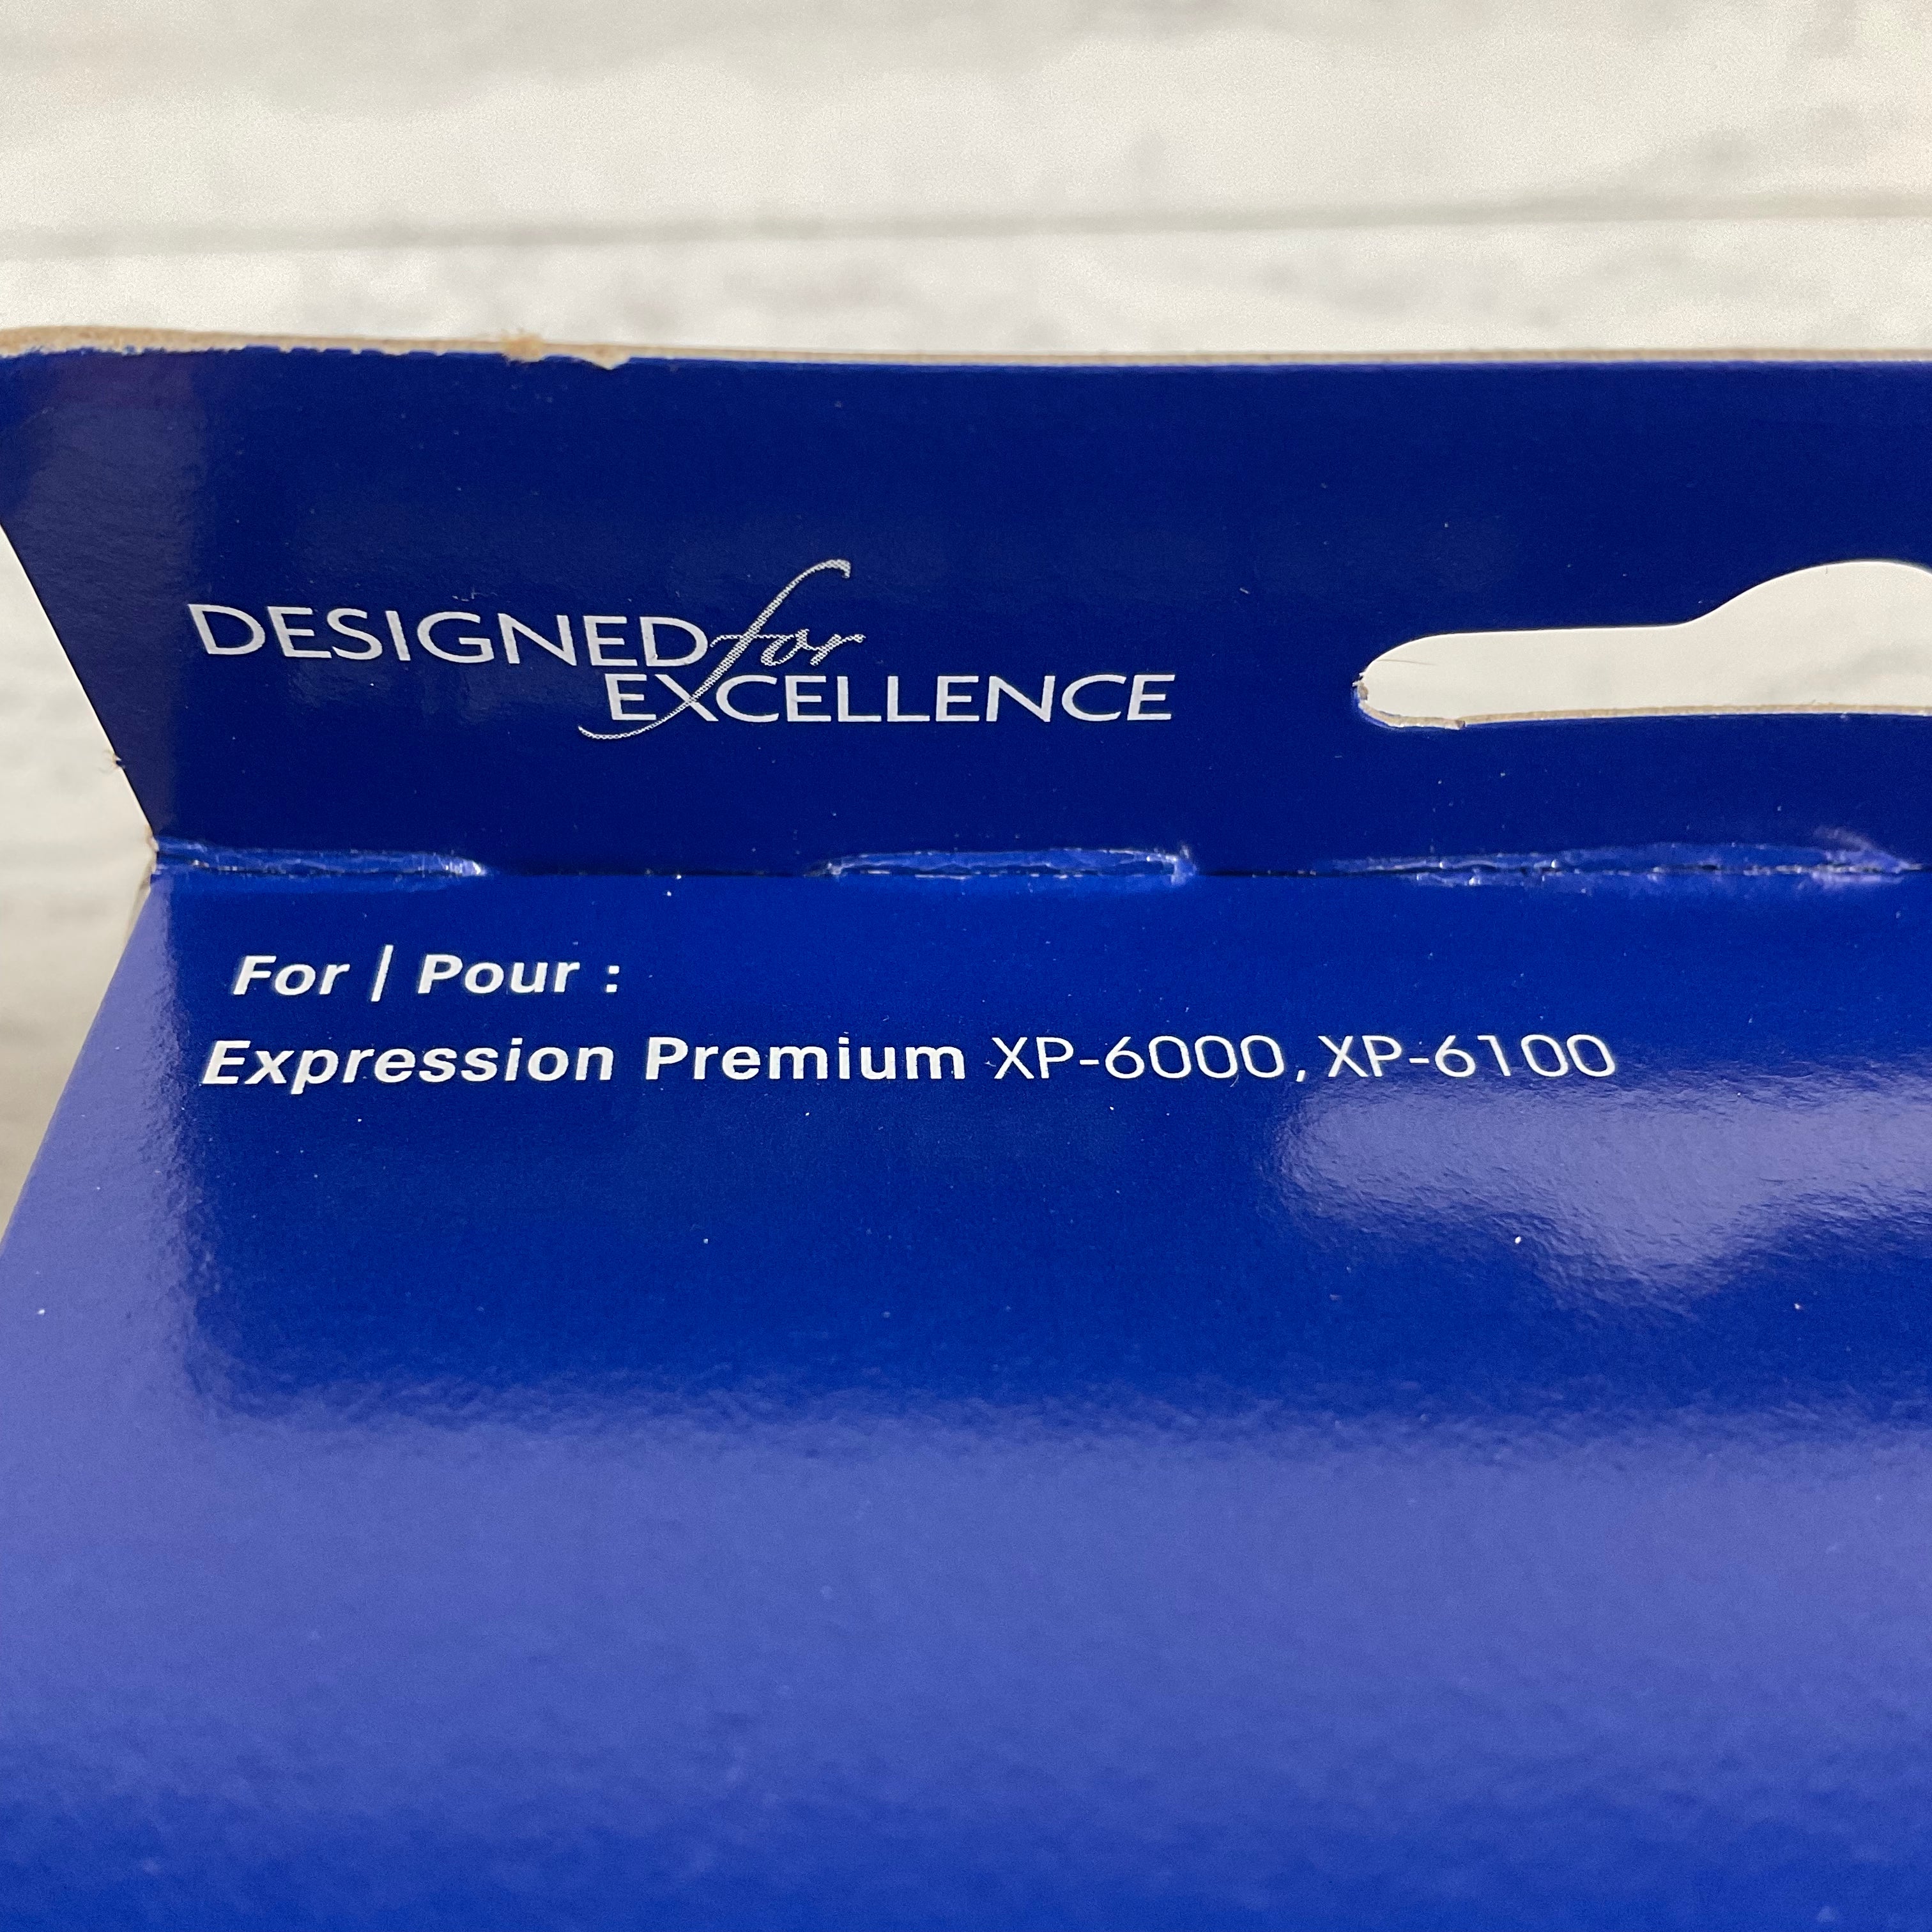 DESIGNED for
EXCELLENCE
For | Pour :
Expression Premium XP-6000, XP-6100